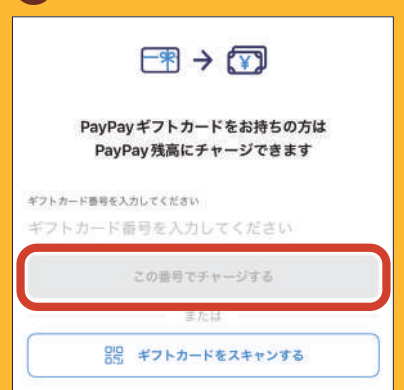 PayPayギフトカードをお持ちの方は
PayPay残高にチャージできます
ギフトカード番号を入力してください
ギフトカード番号を入力してください
この番号でチャージする
または
ギフトカードをスキャンする